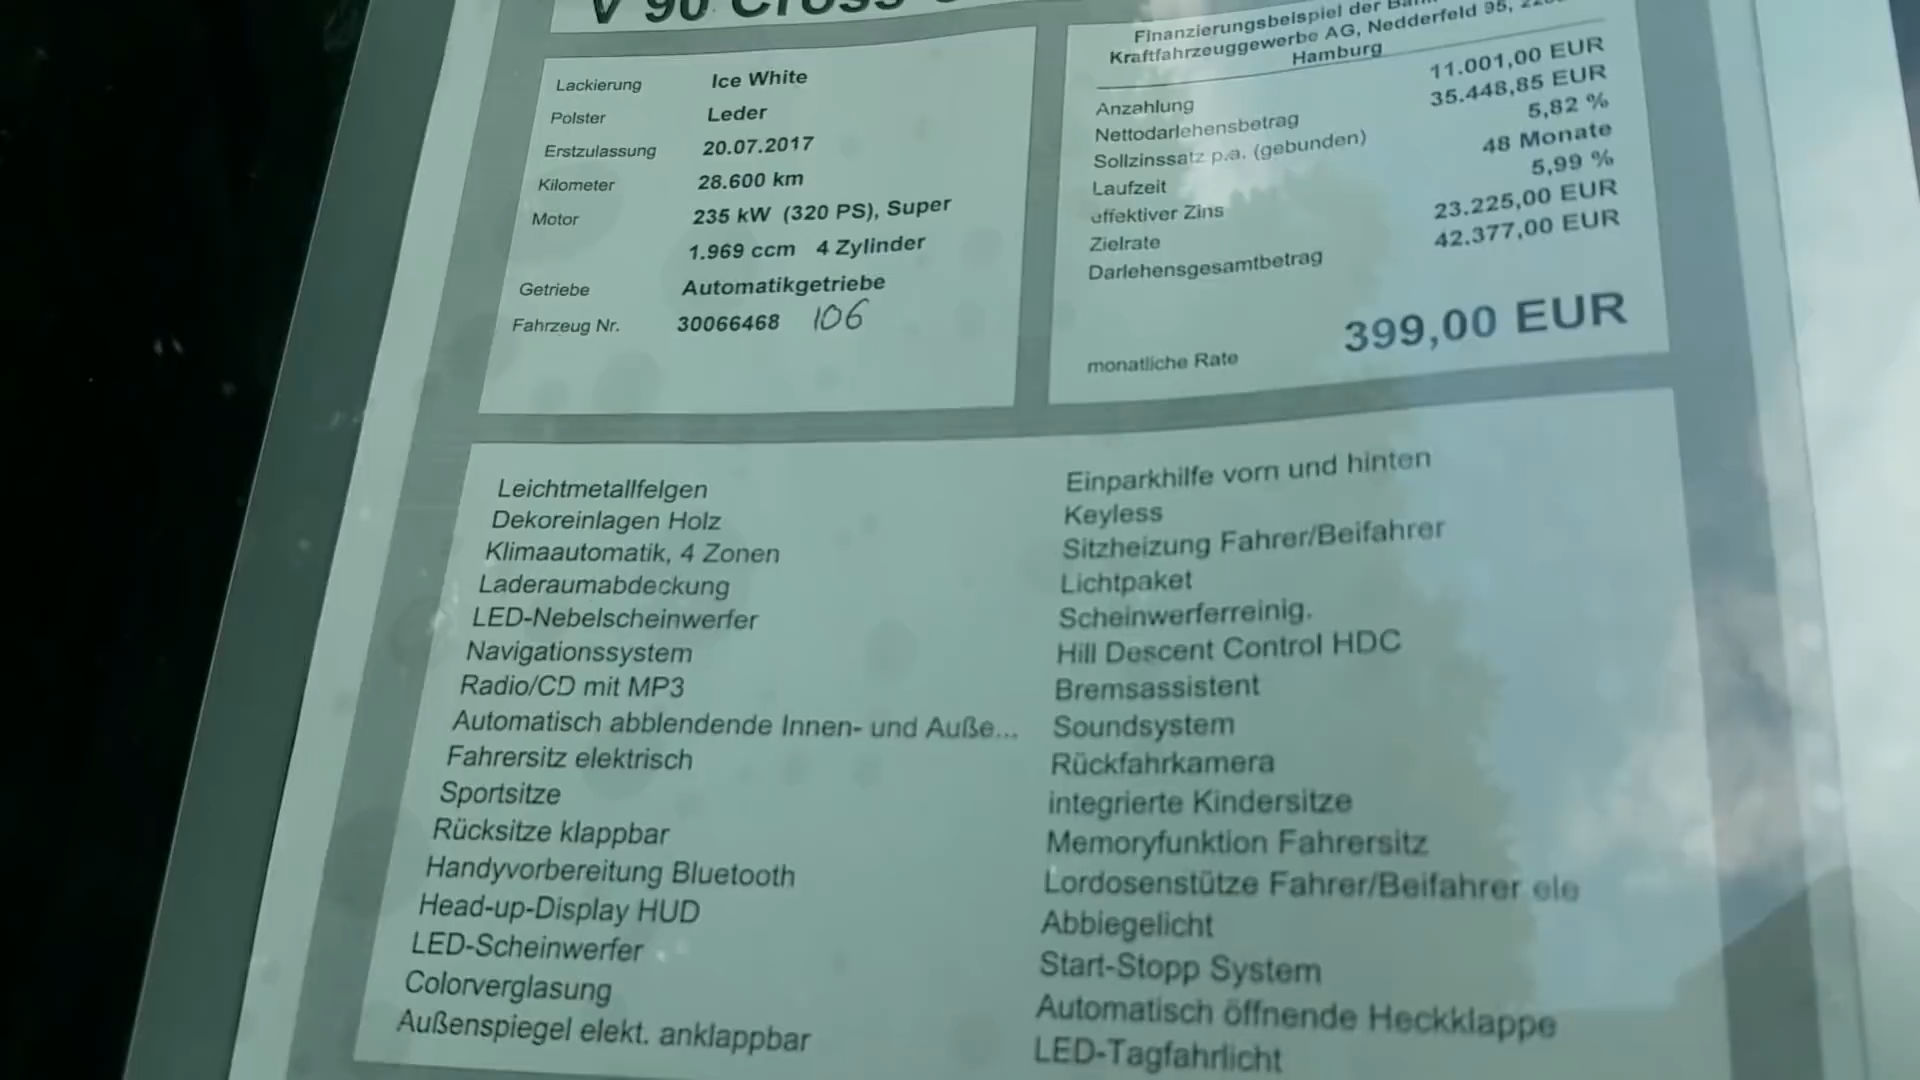 V 90 Cross
Lackierung Ice White
Polster Leder
Erstzulassung 20.07.2017
Kilometer 28.600 km
Motor 235 kW (320 PS), Super
1.969 ccm 4 Zylinder
Getriebe Automatikgetriebe
Fahrzeug Nr. 30066468 106
Finanzierungsbeispiel der
Kraftfahrzeuggewerbe AG, Nedderfeld 95,
Hamburg
Anzahlung 11.001,00 EUR
Nettodarlehensbetrag 35.448,85 EUR
Sollzinssatz p.a. (gebunden) 5,82 %
Laufzeit 48 Monate
effektiver Zins 5,99 %
Zielrate 23.225,00 EUR
Darlehensgesamtbetrag 42.377,00 EUR
monatliche Rate 399,00 EUR
Leichtmetallfelgen
Dekoreinlagen Holz
Klimaautomatik, 4 Zonen
Laderaumabdeckung
LED-Nebelscheinwerfer
Navigationssystem
Radio/CD mit MP3
Automatisch abblendende Innen- und Auße...
Fahrersitz elektrisch
Sportsitze
Rücksitze klappbar
Handyvorbereitung Bluetooth
Head-up-Display HUD
LED-Scheinwerfer
Colorverglasung
Außenspiegel elekt. anklappbar
Einparkhilfe vorn und hinten
Keyless
Sitzheizung Fahrer/Beifahrer
Lichtpaket
Scheinwerferreinig.
Hill Descent Control HDC
Bremsassistent
Soundsystem
Rückfahrkamera
integrierte Kindersitze
Memoryfunktion Fahrersitz
Lordosenstütze Fahrer/Beifahrer ele
Abbiegelicht
Start-Stopp System
Automatisch öffnende Heckklappe
LED-Tagfahrlicht